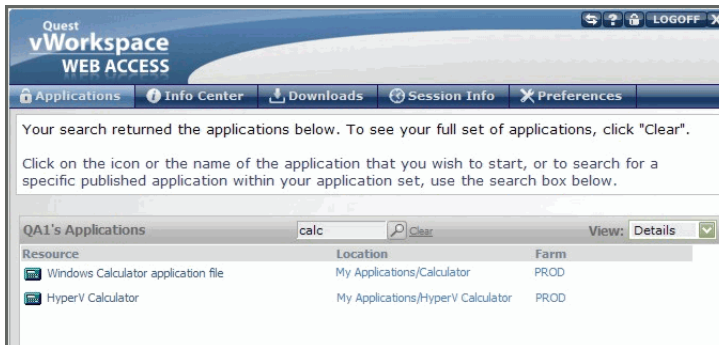 Quest
vWorkspace
WEB ACCESS
LOGOFF X
Applications Info Center Downloads Session Info Preferences
Your search returned the applications below. To see your full set of applications, click "Clear".
Click on the icon or the name of the application that you wish to start, or to search for a
specific published application within your application set, use the search box below.
QA1's Applications calc Clear View: Details
Resource Location Farm
Windows Calculator application file My Applications/Calculator PROD
HyperV Calculator My Applications/HyperV Calculator PROD